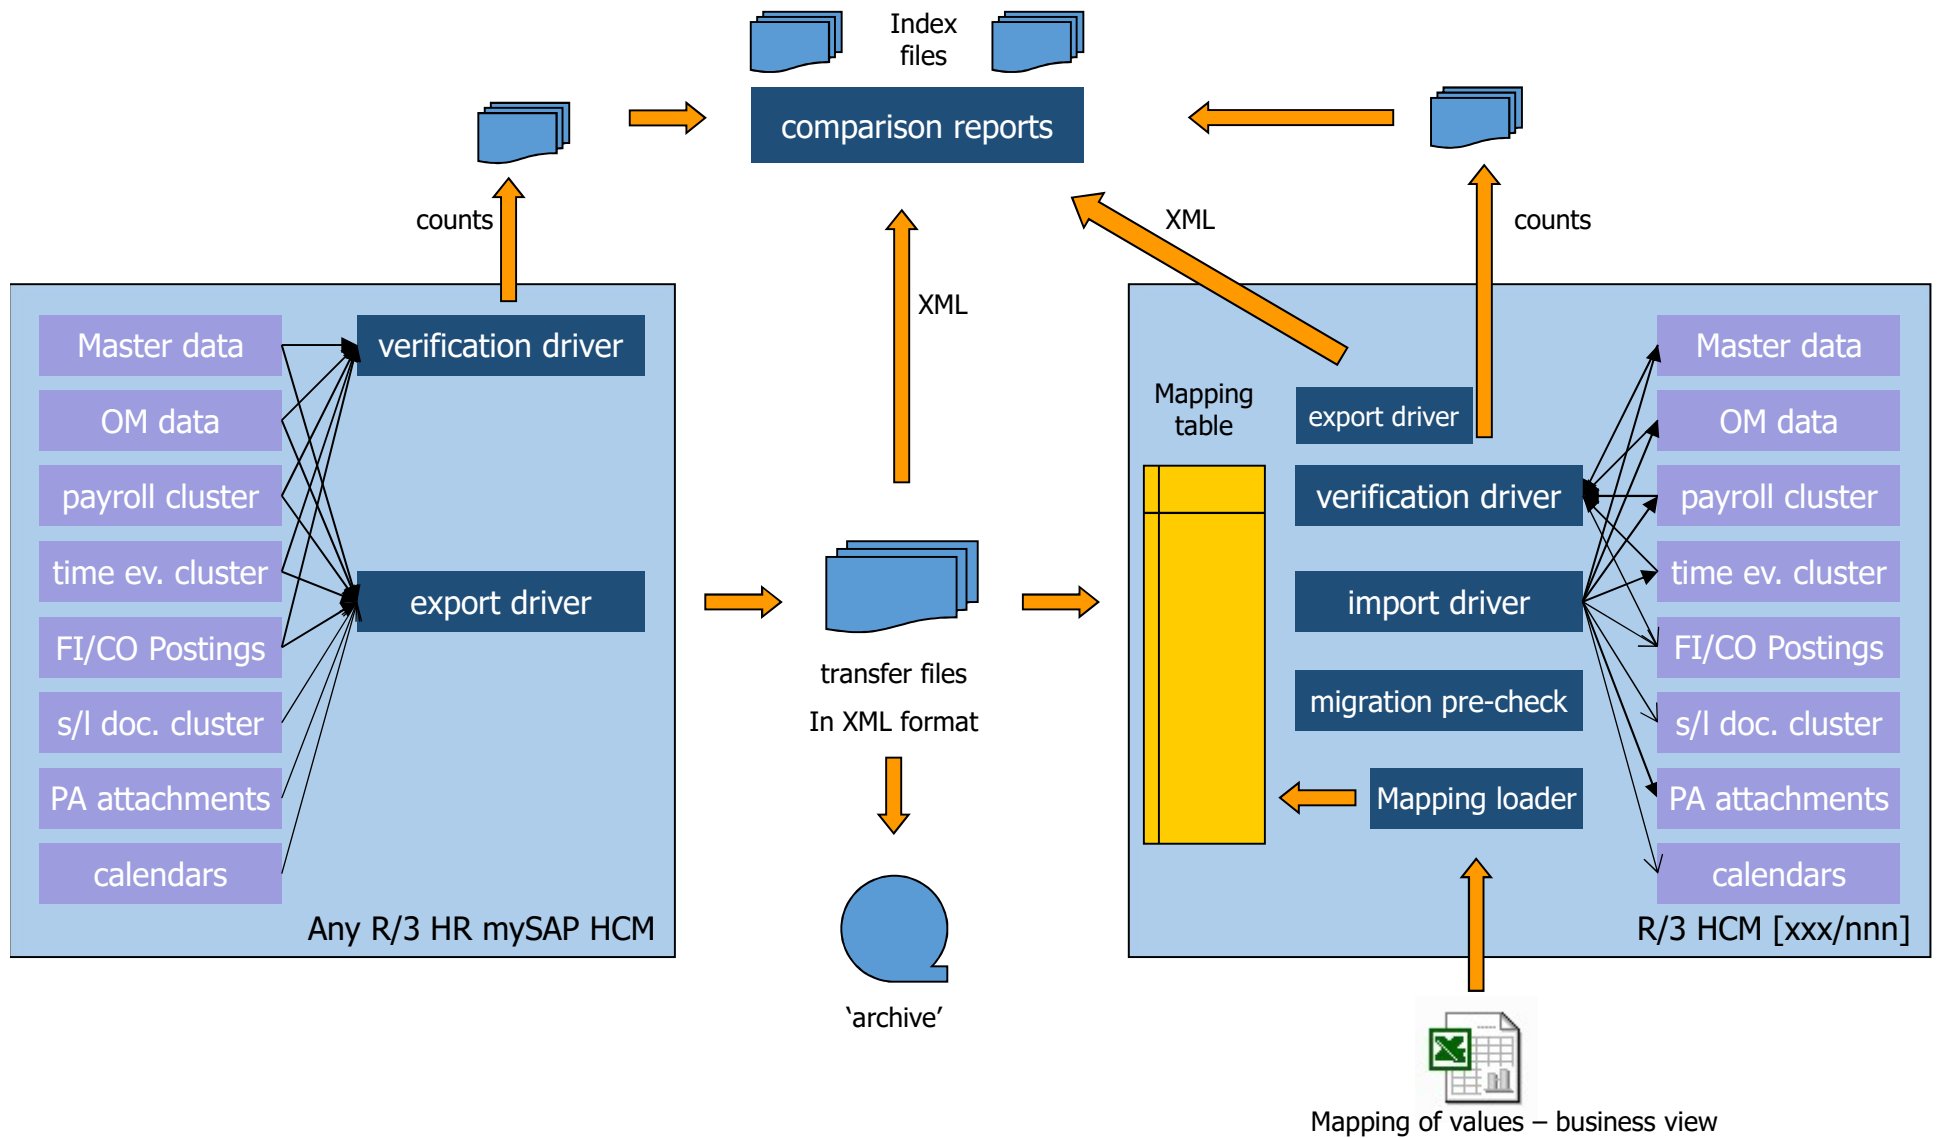 Index
files
comparison reports
counts
XML
counts
XML
Master data
verification driver
OM data
payroll cluster
time ev. cluster
export driver
FI/CO Postings
s/l doc. cluster
PA attachments
calendars
Any R/3 HR mySAP HCM
transfer files
In XML format
‘archive’
Mapping
table
export driver
verification driver
import driver
migration pre-check
Mapping loader
Master data
OM data
payroll cluster
time ev. cluster
FI/CO Postings
s/l doc. cluster
PA attachments
calendars
R/3 HCM [xxx/nnn]
Mapping of values – business view